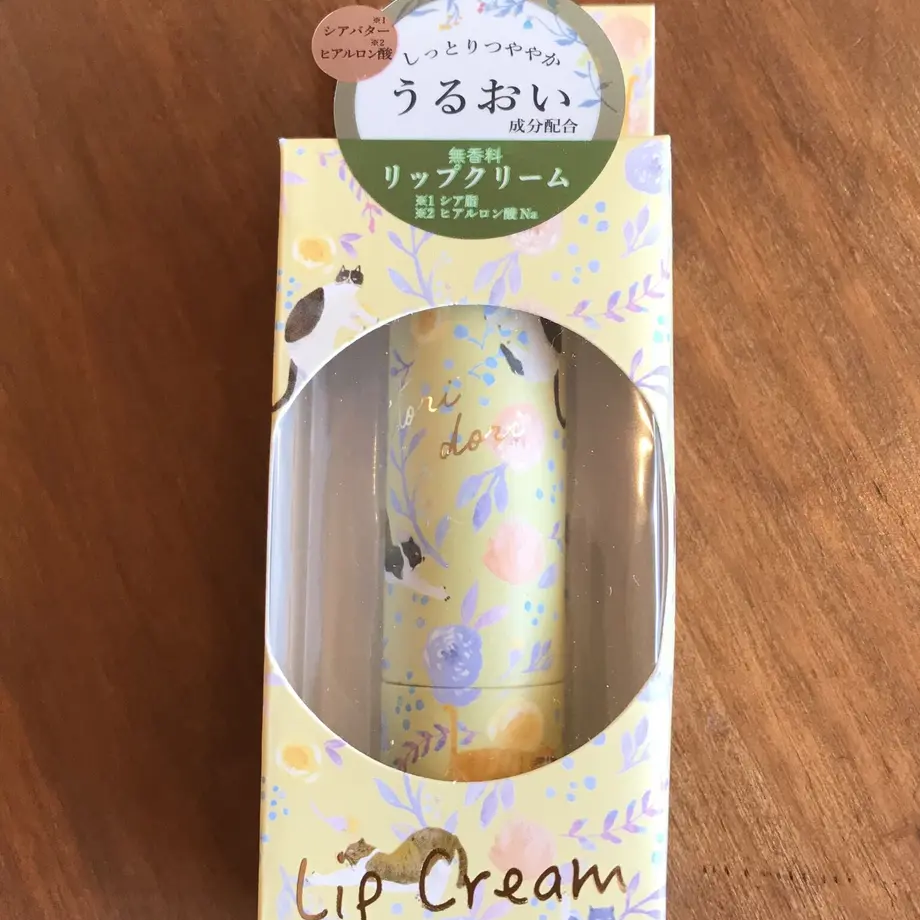 ※1
シアバター
※2
ヒアルロン酸
しっとりつややか
うるおい
成分配合
無香料
リップクリーム
※1 シア脂
※2 ヒアルロン酸 Na
dori
Lip Cream